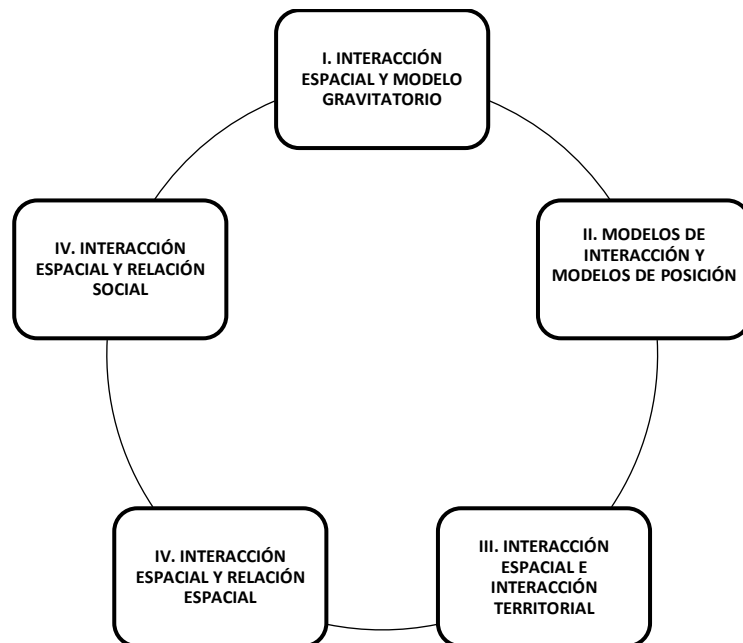 I. INTERACCIÓN
ESPACIAL Y MODELO
GRAVITATORIO
II. MODELOS DE
INTERACCIÓN Y
MODELOS DE POSICIÓN
III. INTERACCIÓN
ESPACIAL E
INTERACCIÓN
TERRITORIAL
IV. INTERACCIÓN
ESPACIAL Y RELACIÓN
ESPACIAL
IV. INTERACCIÓN
ESPACIAL Y RELACIÓN
SOCIAL